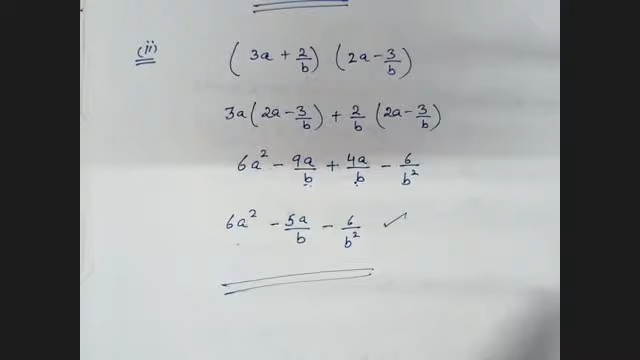 (ii) (3a + 2/b) (2a - 3/b)
3a(2a - 3/b) + 2/b (2a - 3/b)
6a² - 9a/b + 4a/b - 6/b²
6a² - 5a/b - 6/b² ✓